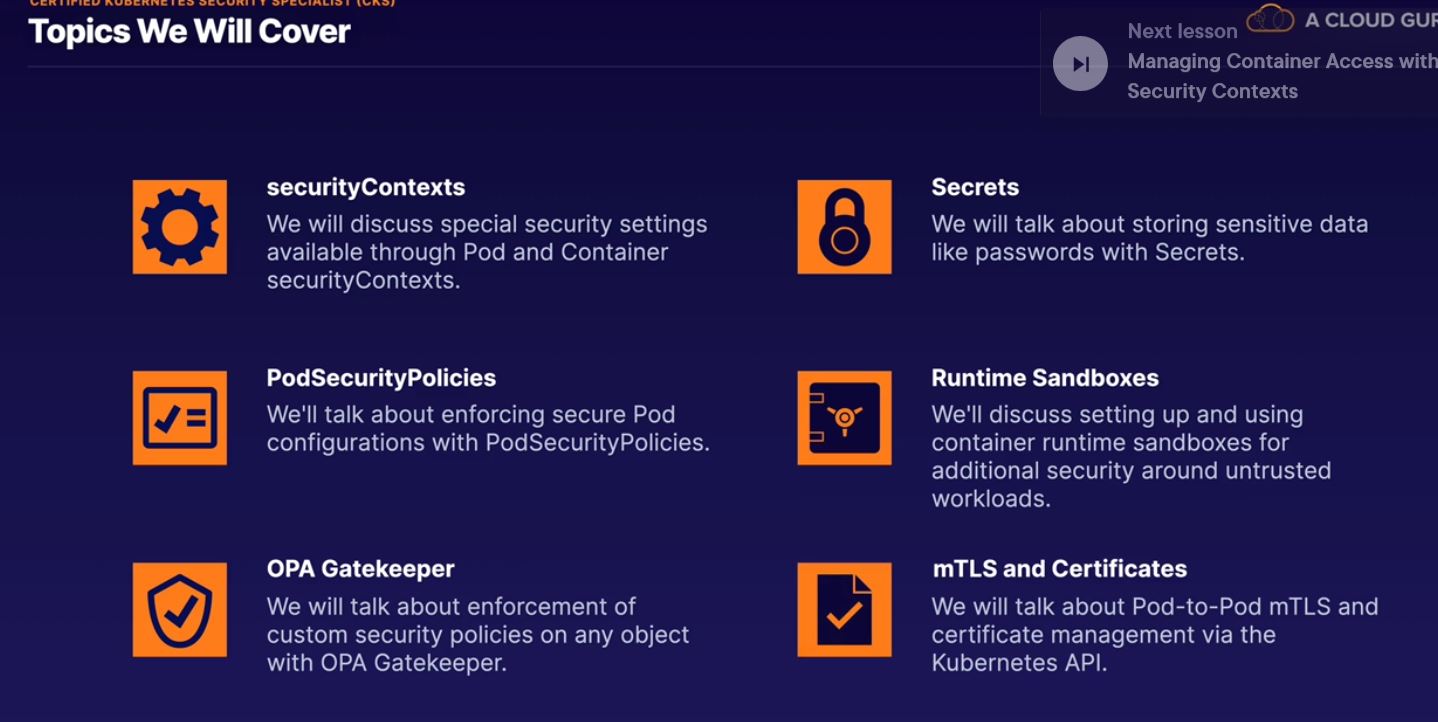 CERTIFIED KUBERNETES SECURITY SPECIALIST (CKS)
Topics We Will Cover
A CLOUD
Next lesson
Managing Container Access with
Security Contexts
securityContexts
We will discuss special security settings
available through Pod and Container
securityContexts.
Secrets
We will talk about storing sensitive data
like passwords with Secrets.
PodSecurityPolicies
We'll talk about enforcing secure Pod
configurations with PodSecurityPolicies.
Runtime Sandboxes
We'll discuss setting up and using
container runtime sandboxes for
additional security around untrusted
workloads.
OPA Gatekeeper
We will talk about enforcement of
custom security policies on any object
with OPA Gatekeeper.
mTLS and Certificates
We will talk about Pod-to-Pod mTLS and
certificate management via the
Kubernetes API.